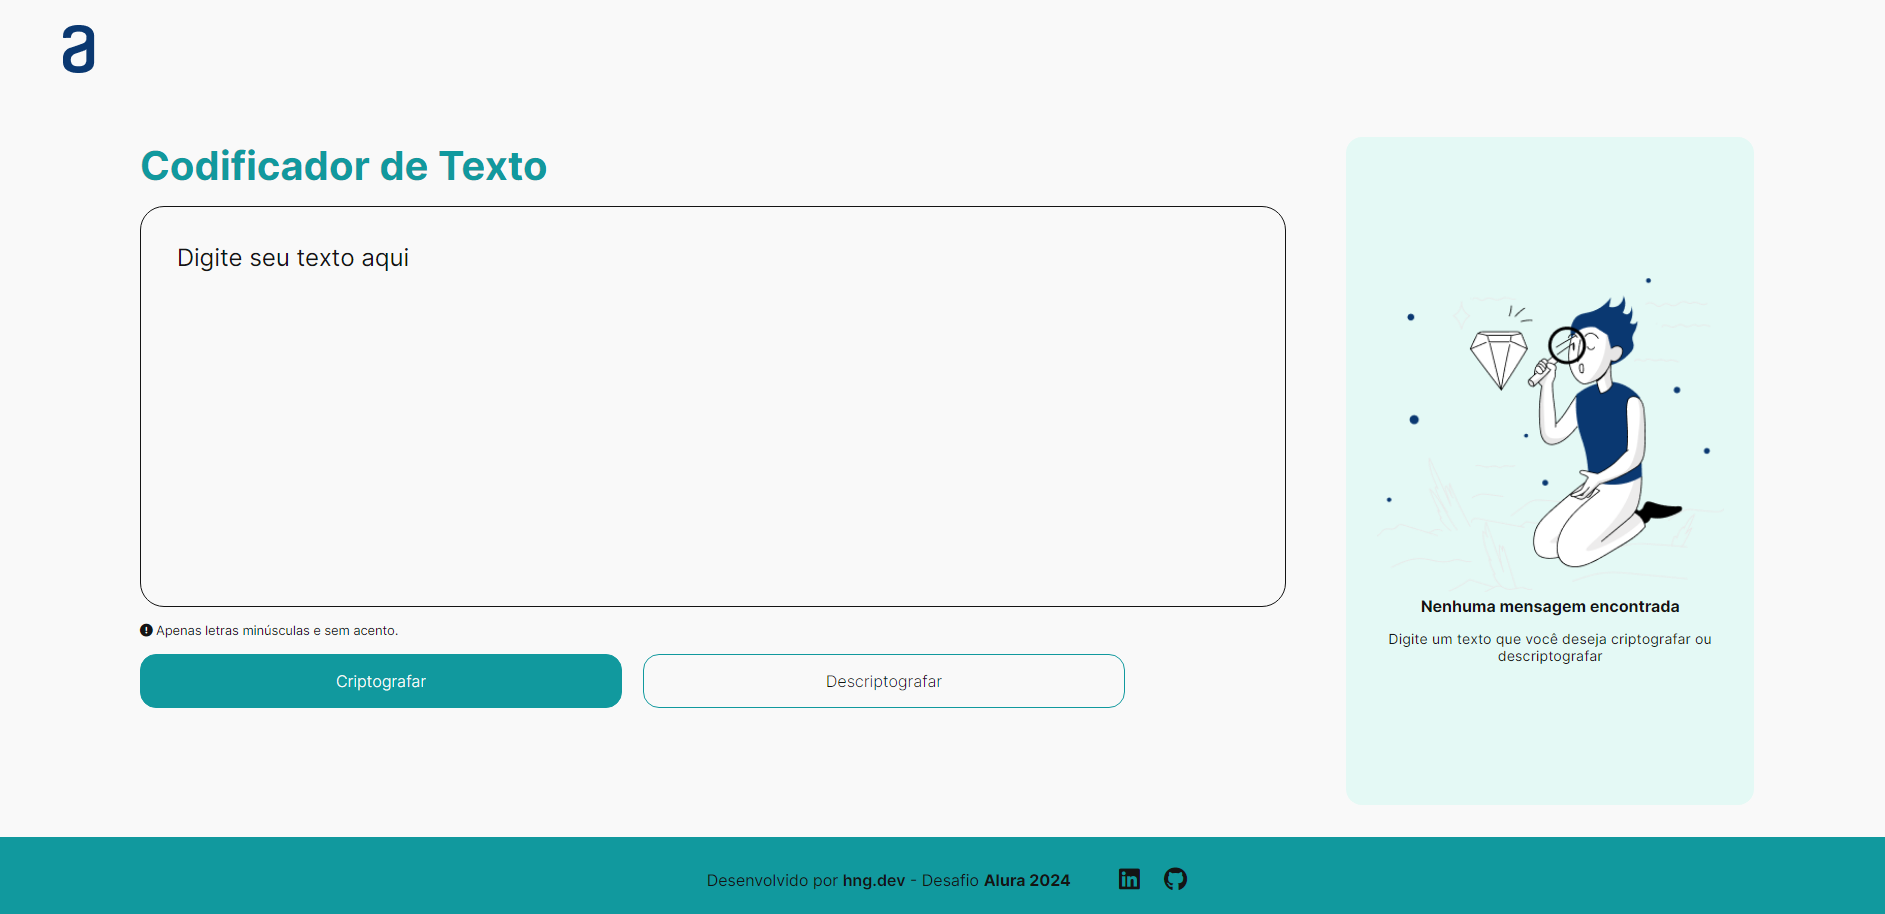 a
Codificador de Texto
Digite seu texto aqui
Apenas letras minúsculas e sem acento.
Criptografar
Descriptografar
Nenhuma mensagem encontrada
Digite um texto que você deseja criptografar ou
descriptografar
Desenvolvido por hng.dev - Desafio Alura 2024
in